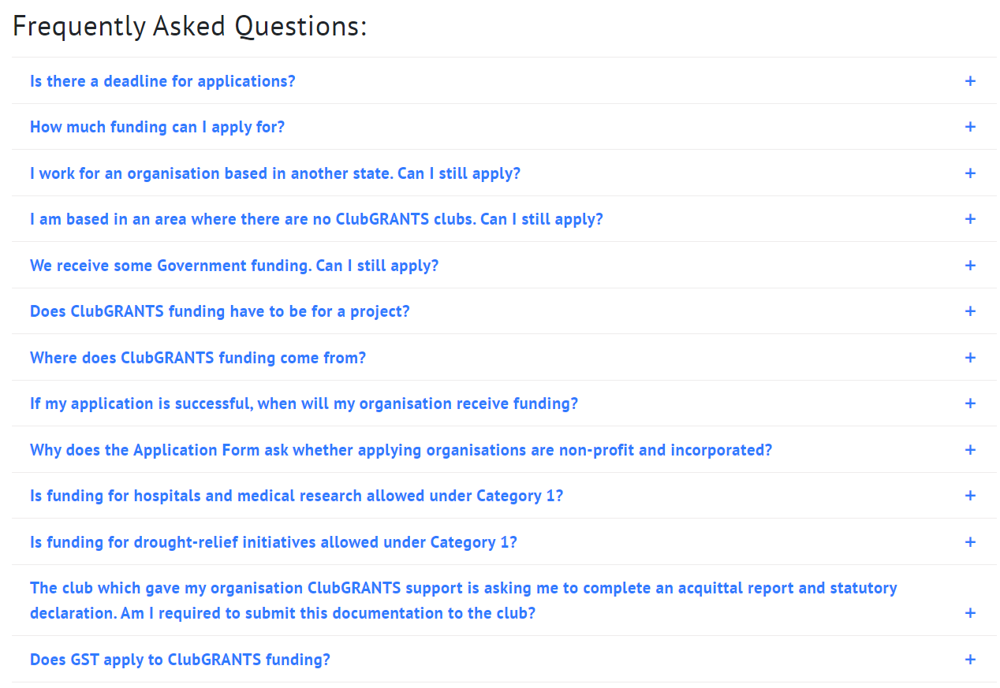 Frequently Asked Questions:
Is there a deadline for applications? +
How much funding can I apply for? +
I work for an organisation based in another state. Can I still apply? +
I am based in an area where there are no ClubGRANTS clubs. Can I still apply? +
We receive some Government funding. Can I still apply? +
Does ClubGRANTS funding have to be for a project? +
Where does ClubGRANTS funding come from? +
If my application is successful, when will my organisation receive funding? +
Why does the Application Form ask whether applying organisations are non-profit and incorporated? +
Is funding for hospitals and medical research allowed under Category 1? +
Is funding for drought-relief initiatives allowed under Category 1? +
The club which gave my organisation ClubGRANTS support is asking me to complete an acquittal report and statutory
declaration. Am I required to submit this documentation to the club? +
Does GST apply to ClubGRANTS funding? +